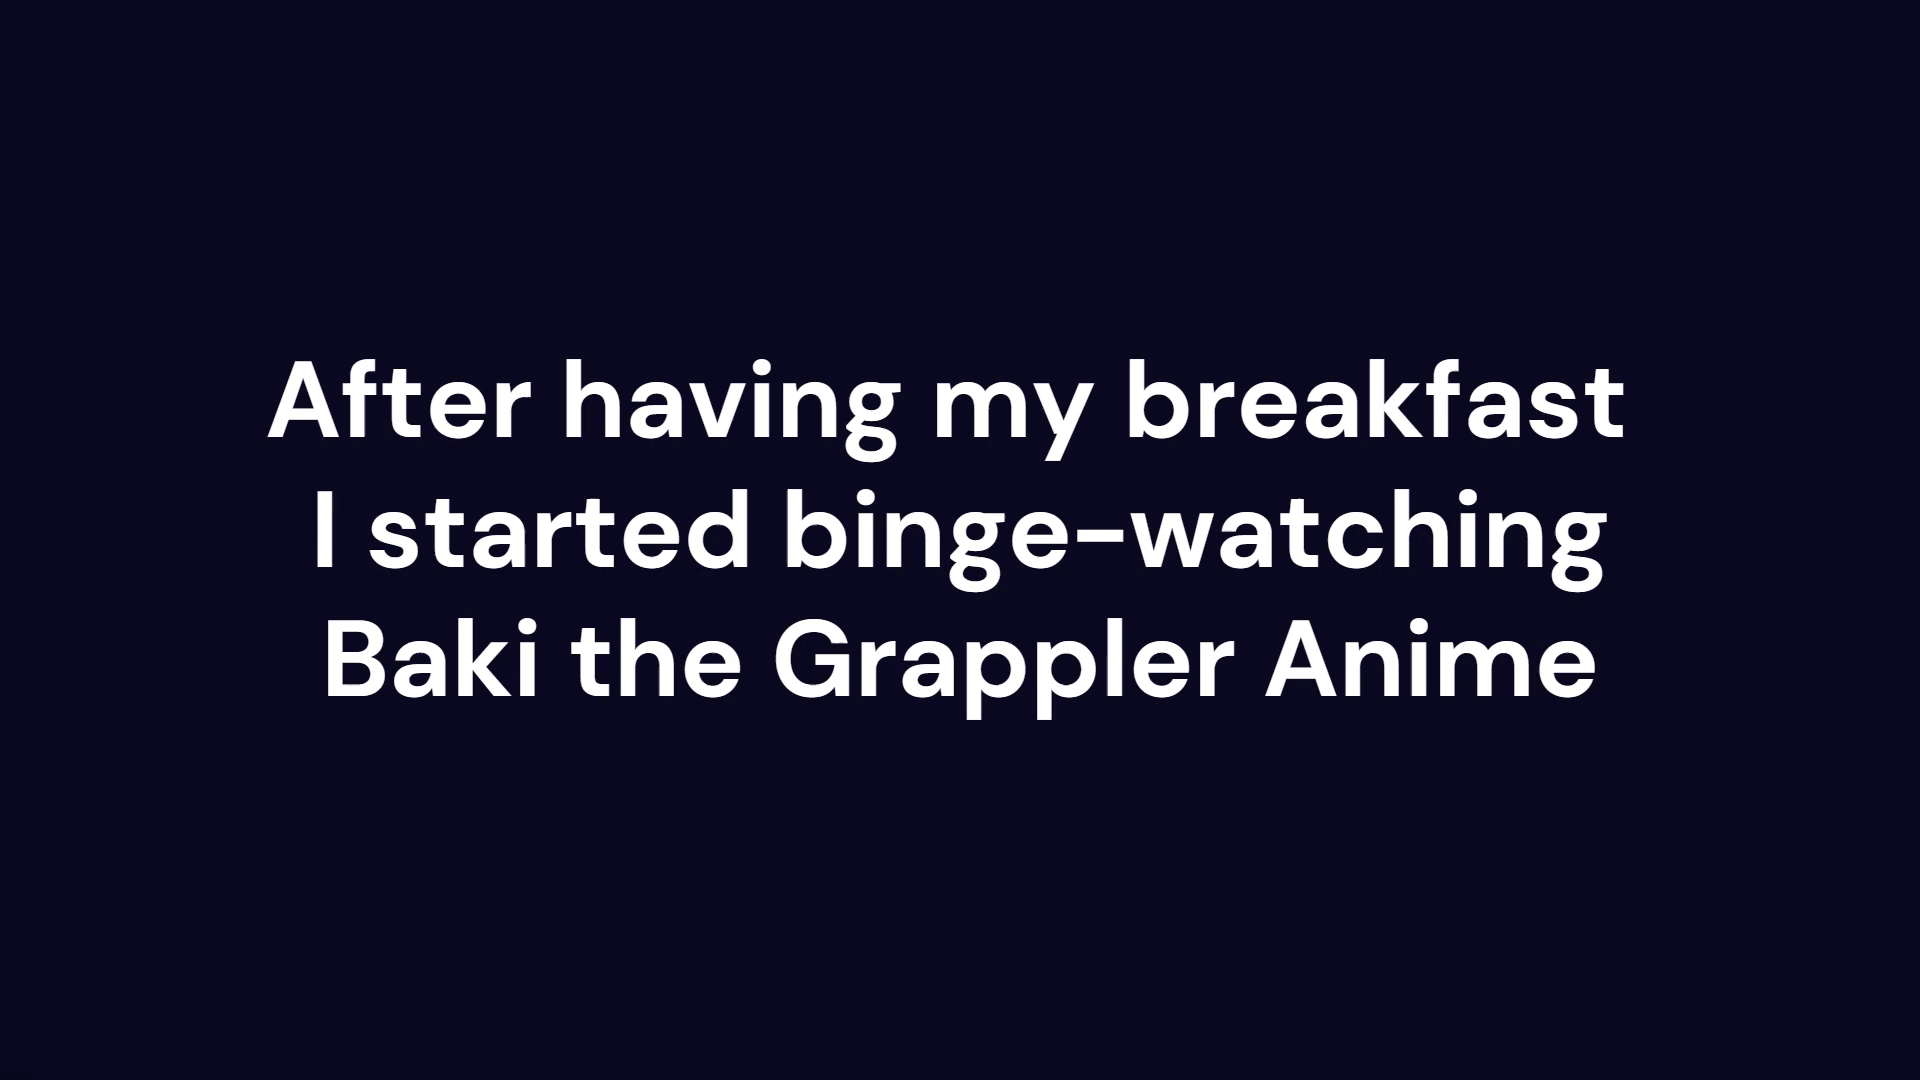 After having my breakfast
I started binge-watching
Baki the Grappler Anime